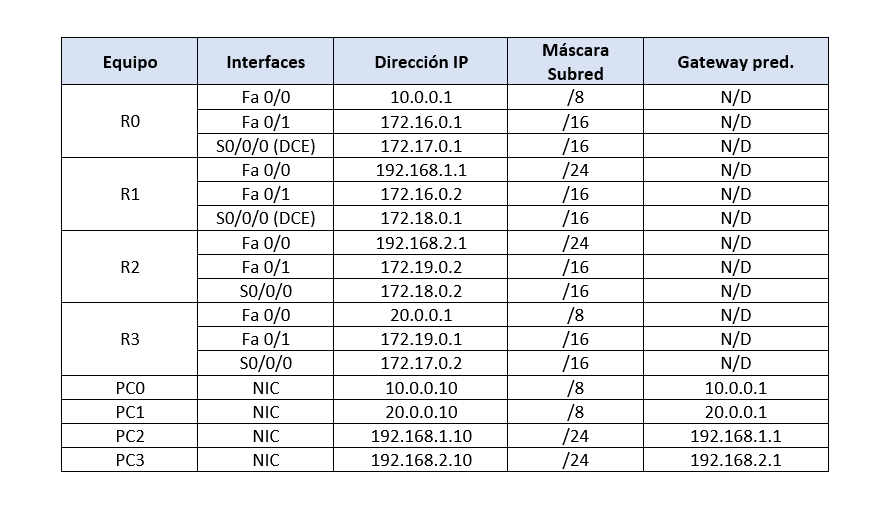 Equipo Interfaces Dirección IP Máscara Subred Gateway pred.
R0 Fa 0/0 10.0.0.1 /8 N/D
Fa 0/1 172.16.0.1 /16 N/D
S0/0/0 (DCE) 172.17.0.1 /16 N/D
R1 Fa 0/0 192.168.1.1 /24 N/D
Fa 0/1 172.16.0.2 /16 N/D
S0/0/0 (DCE) 172.18.0.1 /16 N/D
R2 Fa 0/0 192.168.2.1 /24 N/D
Fa 0/1 172.19.0.2 /16 N/D
S0/0/0 172.18.0.2 /16 N/D
R3 Fa 0/0 20.0.0.1 /8 N/D
Fa 0/1 172.19.0.1 /16 N/D
S0/0/0 172.17.0.2 /16 N/D
PC0 NIC 10.0.0.10 /8 10.0.0.1
PC1 NIC 20.0.0.10 /8 20.0.0.1
PC2 NIC 192.168.1.10 /24 192.168.1.1
PC3 NIC 192.168.2.10 /24 192.168.2.1